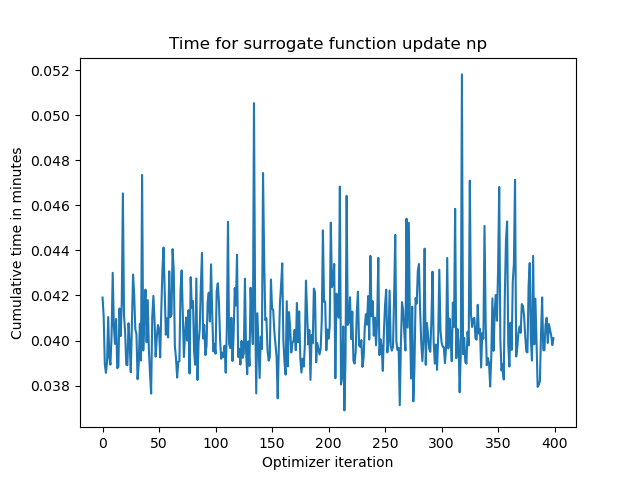 Time for surrogate function update np
Cumulative time in minutes
0.052
0.050
0.048
0.046
0.044
0.042
0.040
0.038
0 50 100 150 200 250 300 350 400
Optimizer iteration